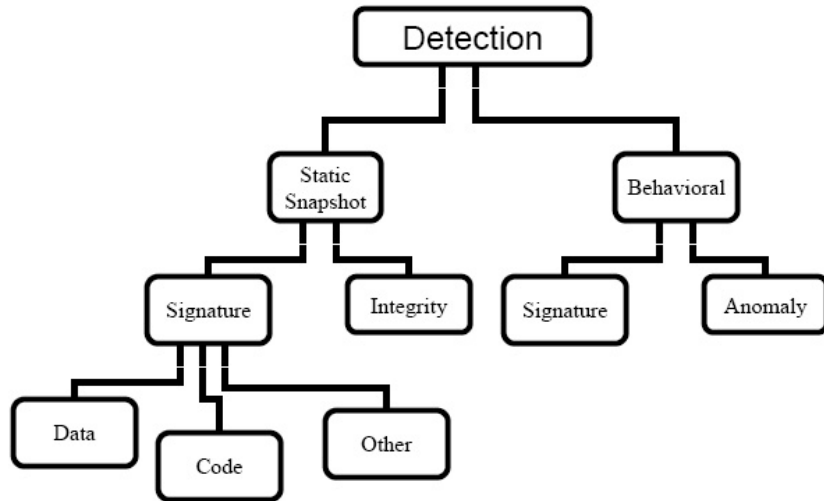 Detection
Static
Snapshot
Behavioral
Signature
Integrity
Signature
Anomaly
Data
Code
Other